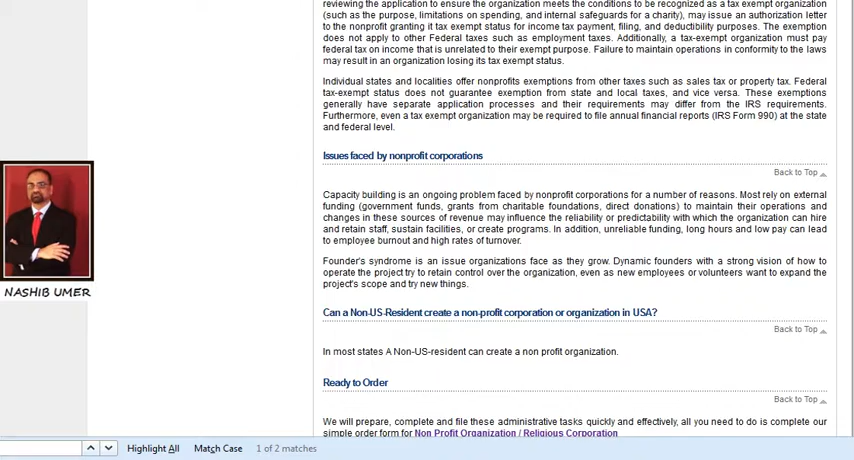 reviewing the application to ensure the organization meets the conditions to be recognized as a tax exempt organization
(such as the purpose, limitations on spending, and internal safeguards for a charity), may issue an authorization letter
to the nonprofit granting it tax exempt status for income tax payment, filing, and deductibility purposes. The exemption
does not apply to other Federal taxes such as employment taxes. Additionally, a tax-exempt organization must pay
federal tax on income that is unrelated to their exempt purpose. Failure to maintain operations in conformity to the laws
may result in an organization losing its tax exempt status.
Individual states and localities offer nonprofits exemptions from other taxes such as sales tax or property tax. Federal
tax-exempt status does not guarantee exemption from state and local taxes, and vice versa. These exemptions
generally have separate application processes and their requirements may differ from the IRS requirements.
Furthermore, even a tax exempt organization may be required to file annual financial reports (IRS Form 990) at the state
and federal level.
Issues faced by nonprofit corporations
Back to Top
Capacity building is an ongoing problem faced by nonprofit corporations for a number of reasons. Most rely on external
funding (government funds, grants from charitable foundations, direct donations) to maintain their operations and
changes in these sources of revenue may influence the reliability or predictability with which the organization can hire
and retain staff, sustain facilities, or create programs. In addition, unreliable funding, long hours and low pay can lead
to employee burnout and high rates of turnover.
Founder's syndrome is an issue organizations face as they grow. Dynamic founders with a strong vision of how to
operate the project try to retain control over the organization, even as new employees or volunteers want to expand the
project's scope and try new things.
NASHIB UMER
Can a Non-US-Resident create a non-profit corporation or organization in USA?
Back to Top
In most states A Non-US-resident can create a non profit organization.
Ready to Order
Back to Top
We will prepare, complete and file these administrative tasks quickly and effectively, all you need to do is complete our
simple order form for Non Profit Organization / Religious Corporation
Highlight All Match Case 1 of 2 matches